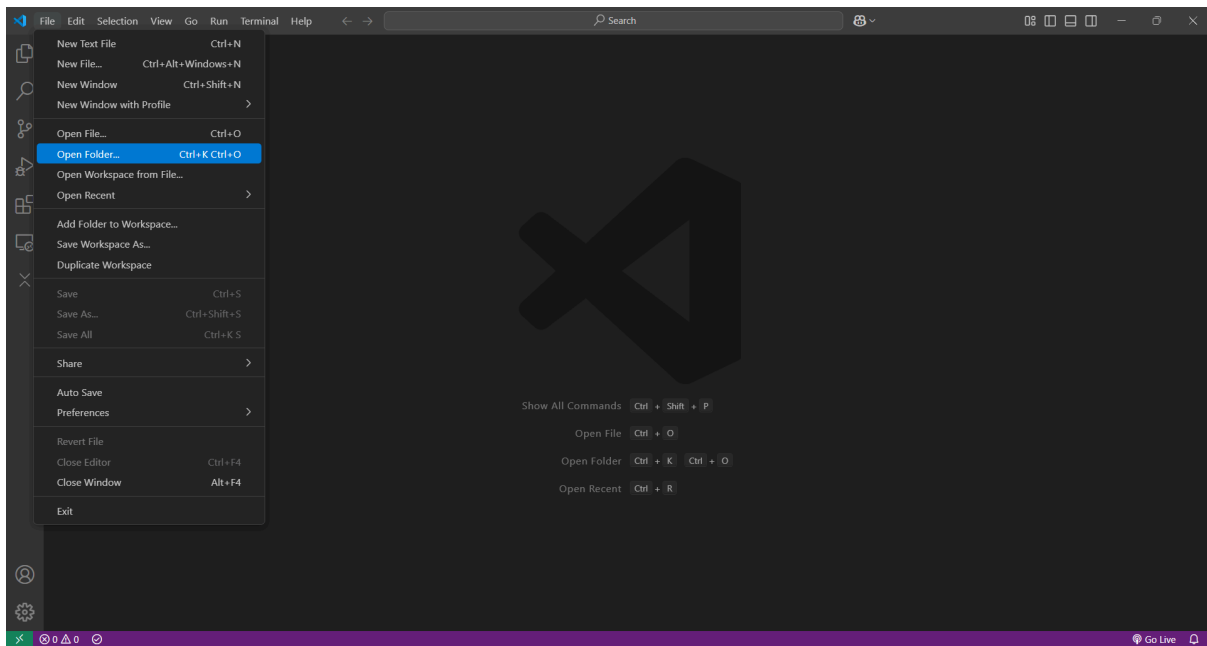 File Edit Selection View Go Run Terminal Help
Search
New Text File Ctrl+N
New File... Ctrl+Alt+Windows+N
New Window Ctrl+Shift+N
New Window with Profile
Open File... Ctrl+O
Open Folder... Ctrl+K Ctrl+O
Open Workspace from File...
Open Recent
Add Folder to Workspace...
Save Workspace As...
Duplicate Workspace
Save Ctrl+S
Save As... Ctrl+Shift+S
Save All Ctrl+K S
Share
Auto Save
Preferences
Revert File
Close Editor Ctrl+F4
Close Window Alt+F4
Exit
Show All Commands Ctrl + Shift + P
Open File Ctrl + O
Open Folder Ctrl + K Ctrl + O
Open Recent Ctrl + R
0 0
Go Live